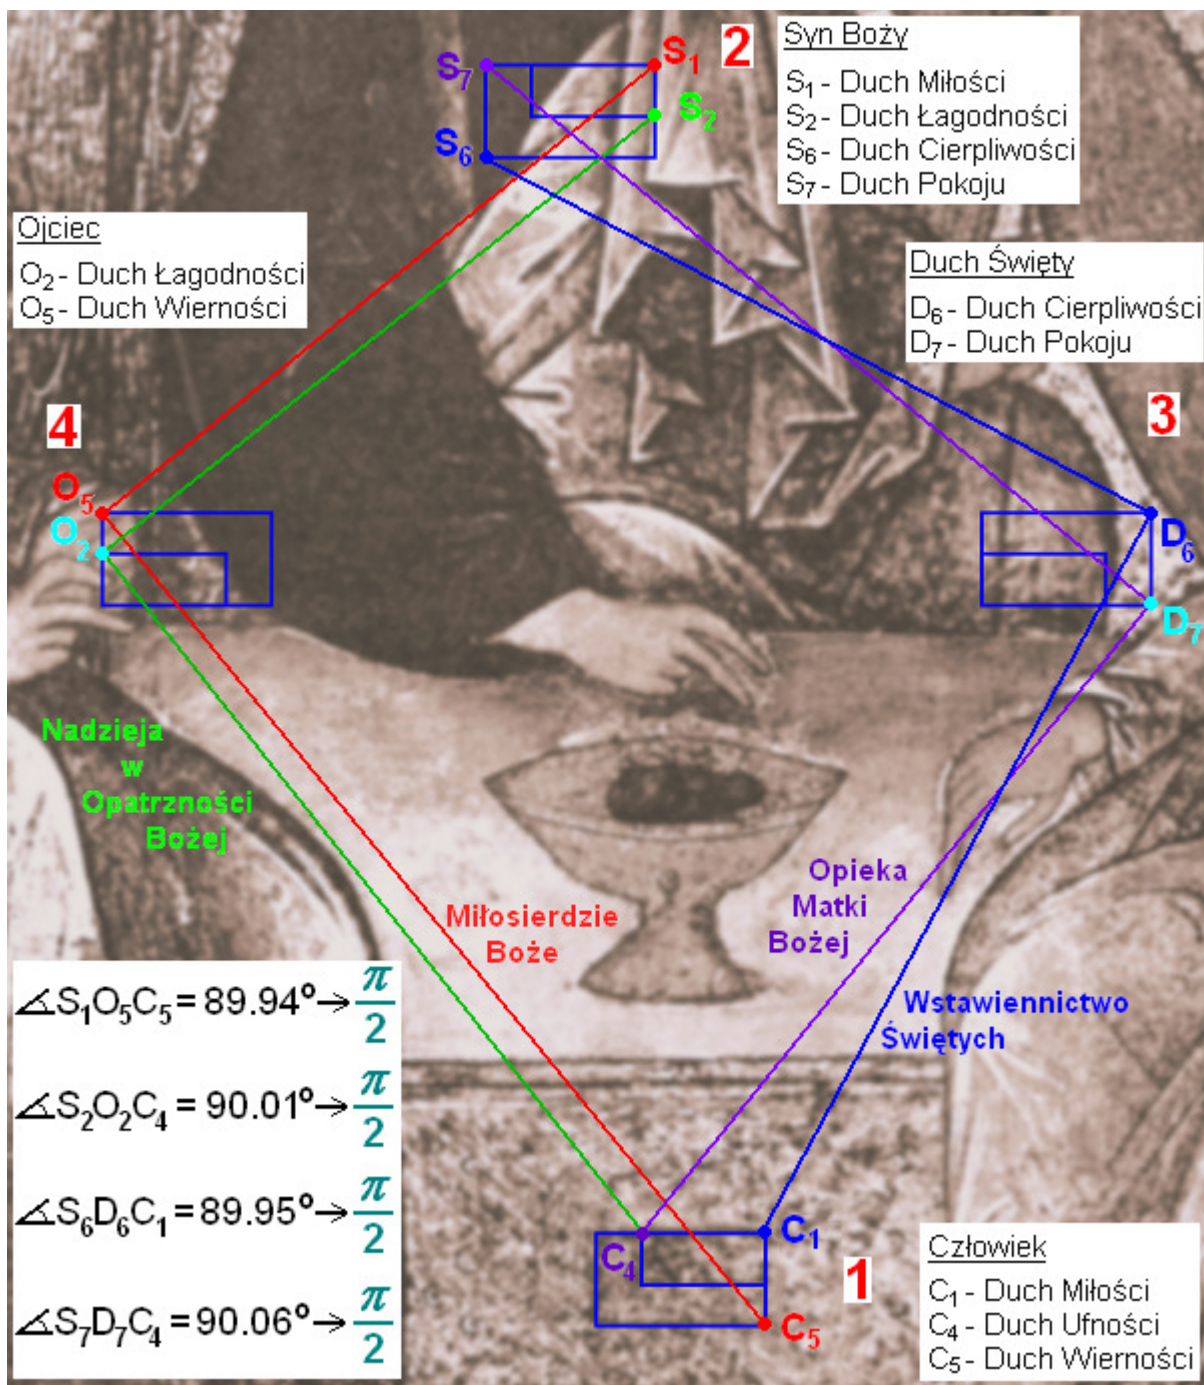 S7
S1
2
S2
S6
Syn Boży
S1 - Duch Miłości
S2 - Duch Łagodności
S6 - Duch Cierpliwości
S7 - Duch Pokoju
Ojciec
O2 - Duch Łagodności
O5 - Duch Wierności
Duch Święty
D6 - Duch Cierpliwości
D7 - Duch Pokoju
4
3
O5
O2
D6
D7
Nadzieja
w
Opatrzności
Bożej
Miłosierdzie
Boże
Opieka
Matki
Bożej
Wstawiennictwo
Świętych
∡S1O5C5 = 89.94° → π/2
∡S2O2C4 = 90.01° → π/2
∡S6D6C1 = 89.95° → π/2
∡S7D7C4 = 90.06° → π/2
C4
C1
1
C5
Człowiek
C1 - Duch Miłości
C4 - Duch Ufności
C5 - Duch Wierności